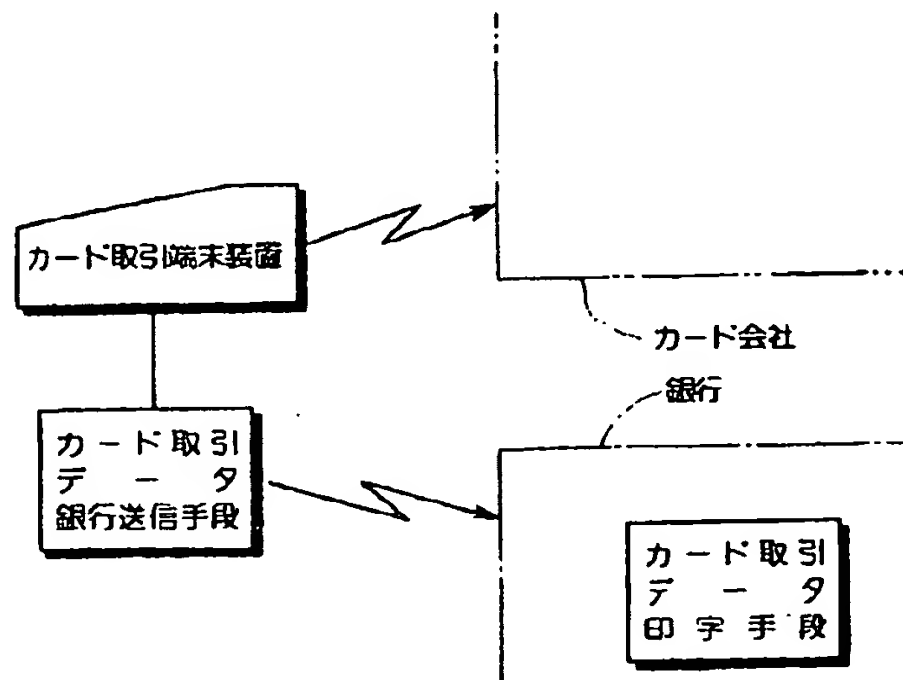 カード取引端末装置
カード会社
銀行
カード取引
データ
銀行送信手段
カード取引
データ
印字手段